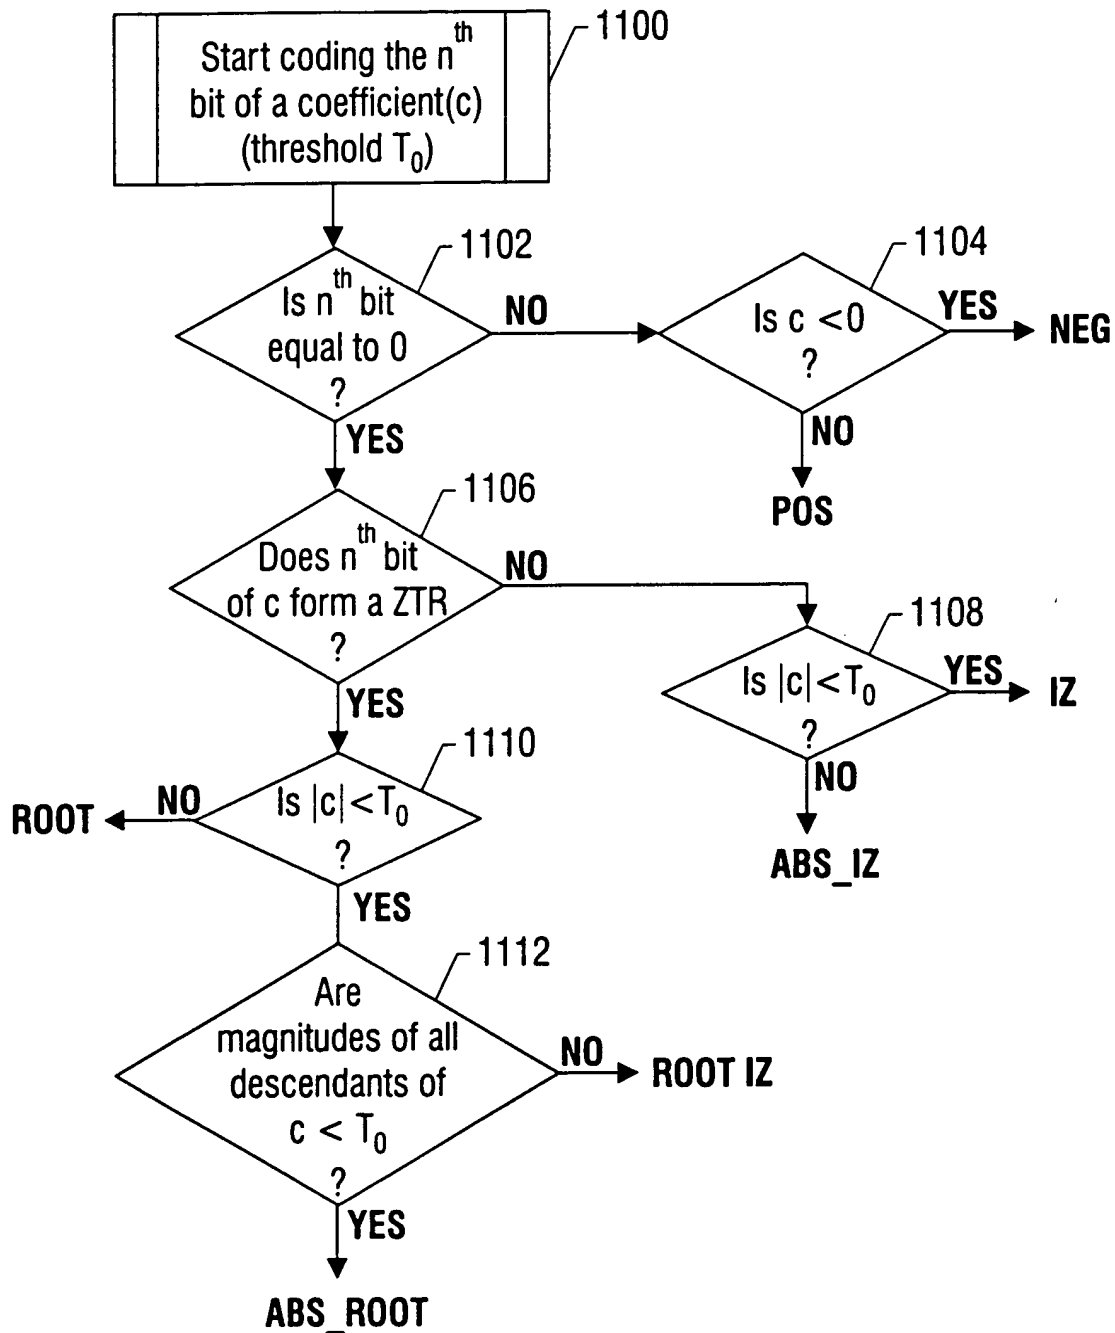 1100
Start coding the nth
bit of a coefficient(c)
(threshold T0)
1102
Is nth bit
equal to 0
?
NO
YES
1104
Is c <0
?
YES
NEG
NO
POS
1106
Does nth bit
of c form a ZTR
?
NO
YES
1108
Is |c|<T0
?
YES
IZ
NO
ABS_IZ
1110
Is |c|<T0
?
NO
ROOT
YES
1112
Are
magnitudes of all
descendants of
c < T0
?
NO
ROOT IZ
YES
ABS_ROOT